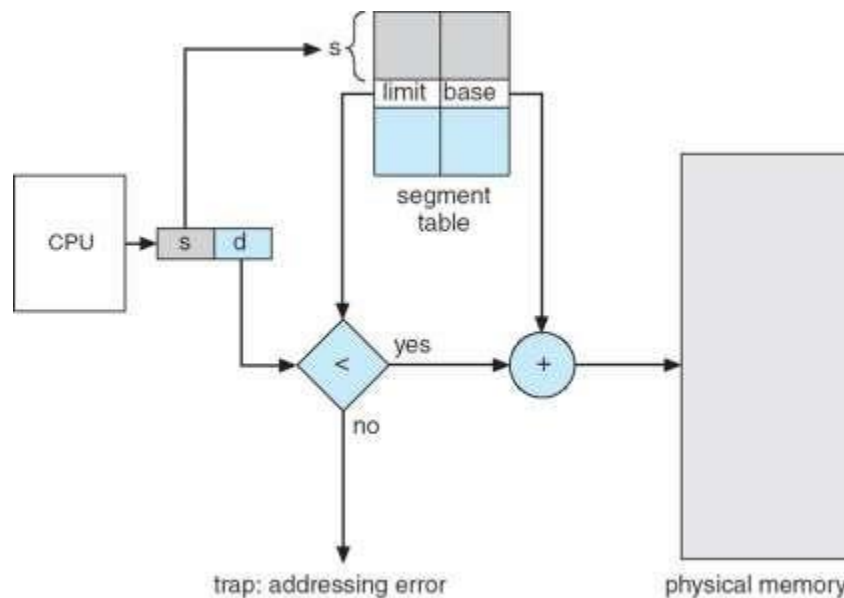 s
limit base
segment
table
CPU
s d
<
yes
+
no
trap: addressing error
physical memory